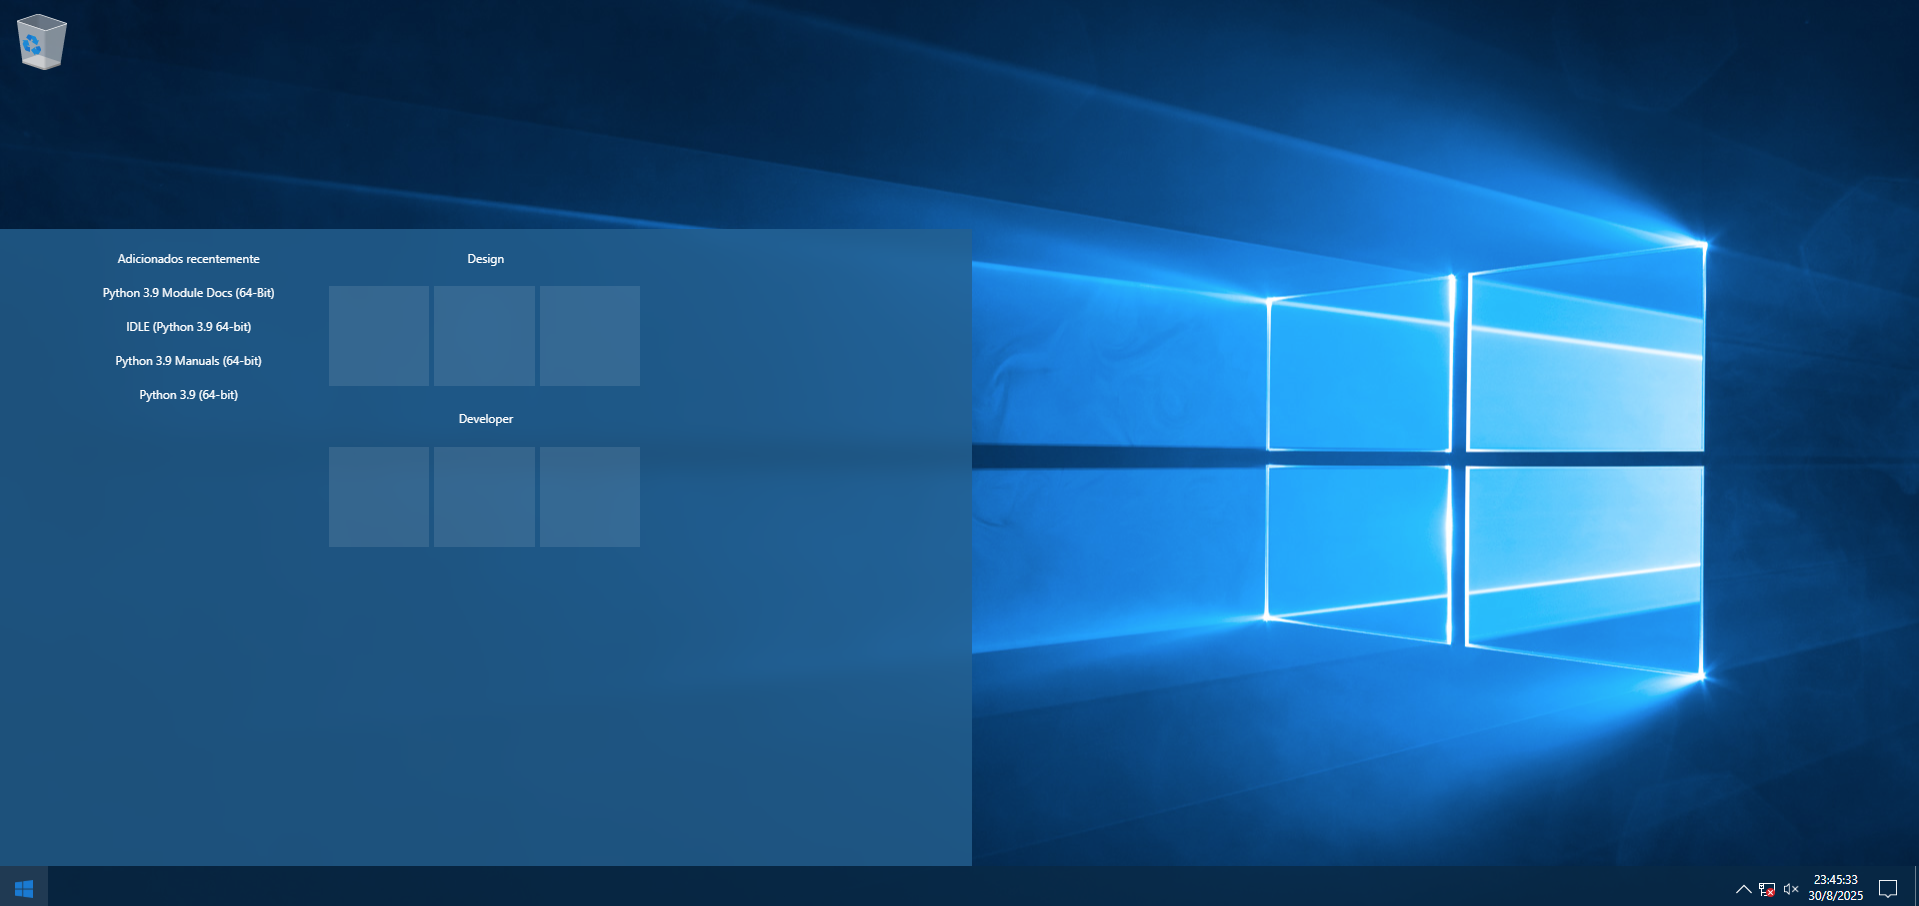 Adicionados recentemente
Python 3.9 Module Docs (64-Bit)
IDLE (Python 3.9 64-bit)
Python 3.9 Manuals (64-bit)
Python 3.9 (64-bit)
Design
Developer
23:45:33
30/8/2025